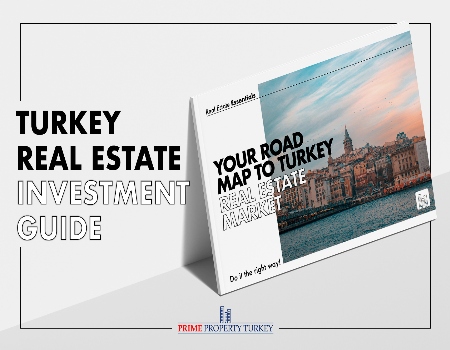 TURKEY
REAL ESTATE
INVESTMENT
GUIDE
Real Estate Essentials
YOUR ROAD
MAP TO TURKEY
REAL ESTATE
MARKET
Do it the right way!
PRIME PROPERTY TURKEY